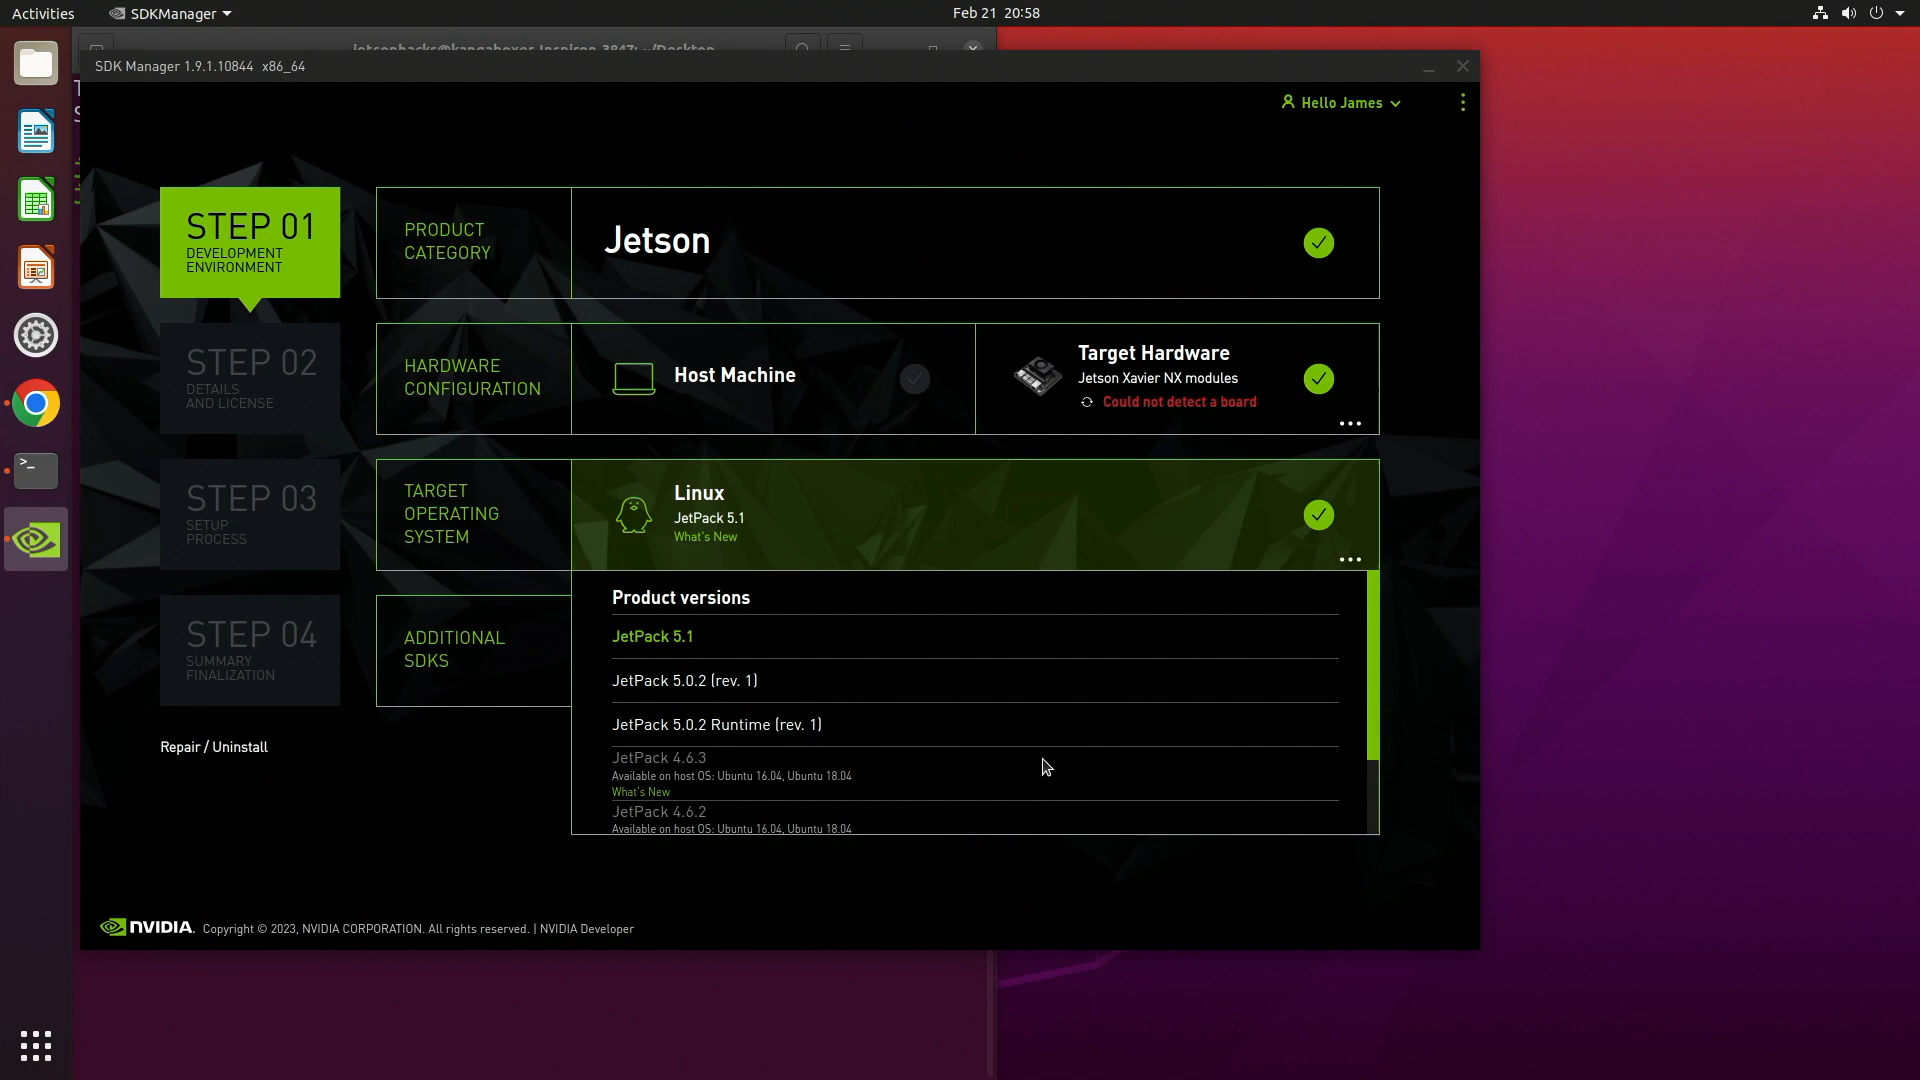 Activities
SDKManager
Feb 21 20:58
jetsonhacks@kangaboxer-Inspiron-3847: ~/Desktop
SDK Manager 1.9.1.10844 x86_64
Hello James
STEP 01
DEVELOPMENT
ENVIRONMENT
PRODUCT
CATEGORY
Jetson
STEP 02
DETAILS
AND LICENSE
HARDWARE
CONFIGURATION
Host Machine
Target Hardware
Jetson Xavier NX modules
Could not detect a board
STEP 03
SETUP
PROCESS
TARGET
OPERATING
SYSTEM
Linux
JetPack 5.1
What's New
STEP 04
SUMMARY
FINALIZATION
ADDITIONAL
SDKS
Product versions
JetPack 5.1
JetPack 5.0.2 (rev. 1)
JetPack 5.0.2 Runtime (rev. 1)
JetPack 4.6.3
Available on host OS: Ubuntu 16.04, Ubuntu 18.04
What's New
JetPack 4.6.2
Available on host OS: Ubuntu 16.04, Ubuntu 18.04
Repair / Uninstall
NVIDIA. Copyright © 2023, NVIDIA CORPORATION. All rights reserved. | NVIDIA Developer